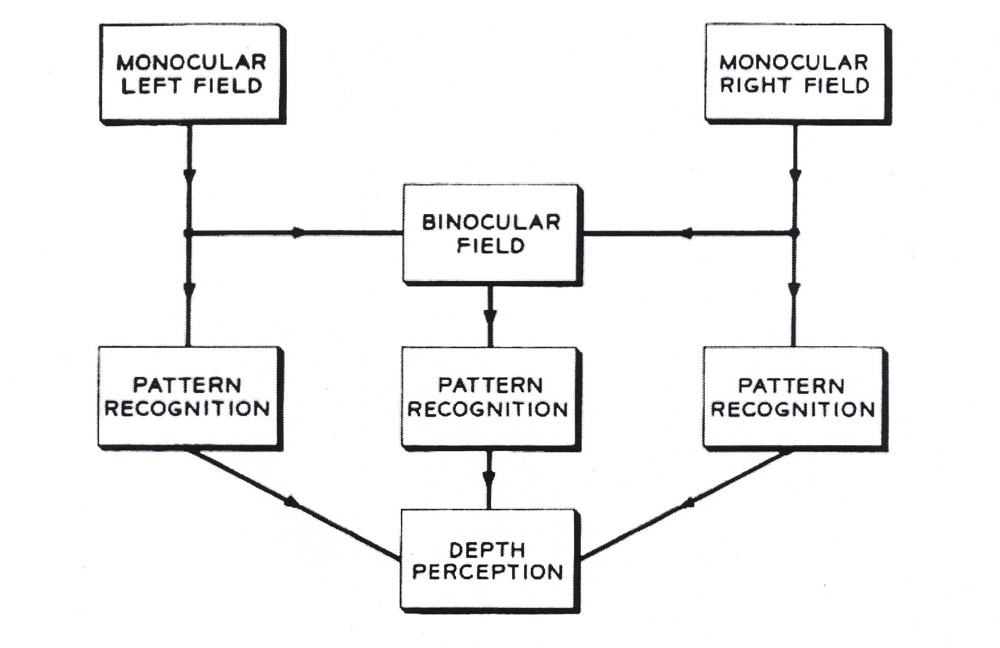 MONOCULAR
LEFT FIELD
MONOCULAR
RIGHT FIELD
BINOCULAR
FIELD
PATTERN
RECOGNITION
PATTERN
RECOGNITION
PATTERN
RECOGNITION
DEPTH
PERCEPTION